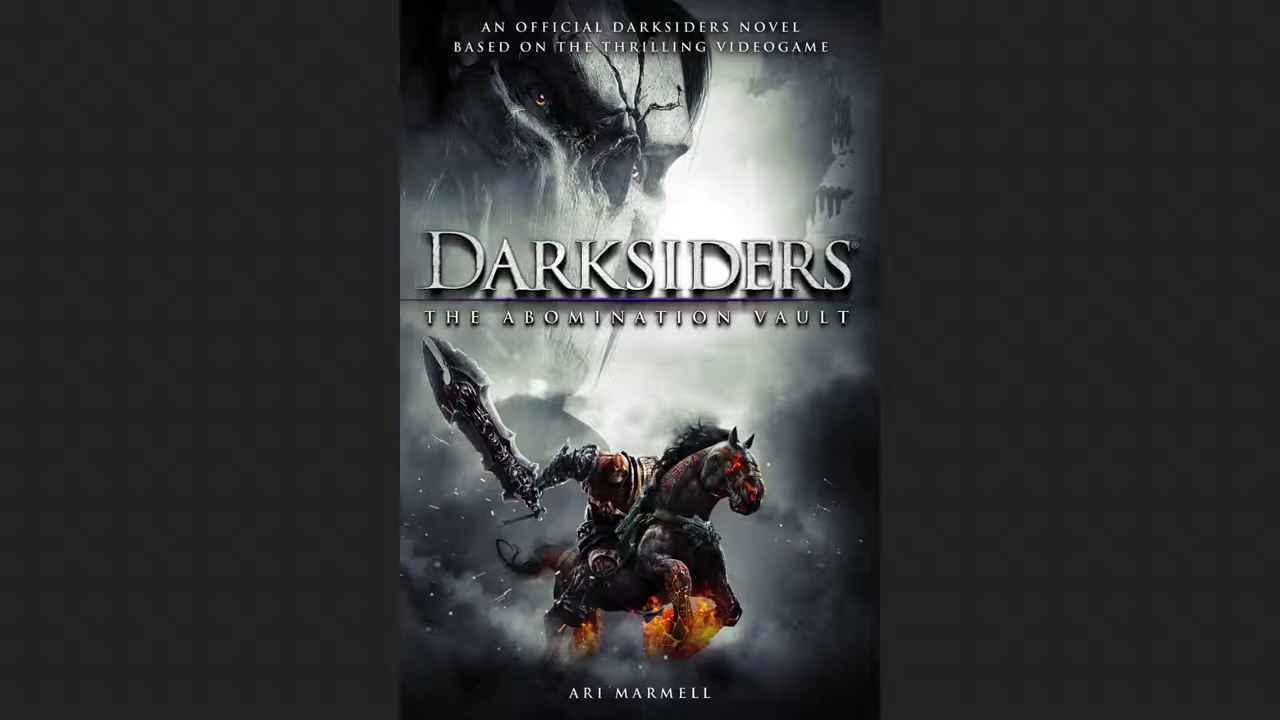 AN OFFICIAL DARKSIDERS NOVEL
BASED ON THE THRILLING VIDEOGAME
DARKSIDERS®
THE ABOMINATION VAULT
ARI MARMELL